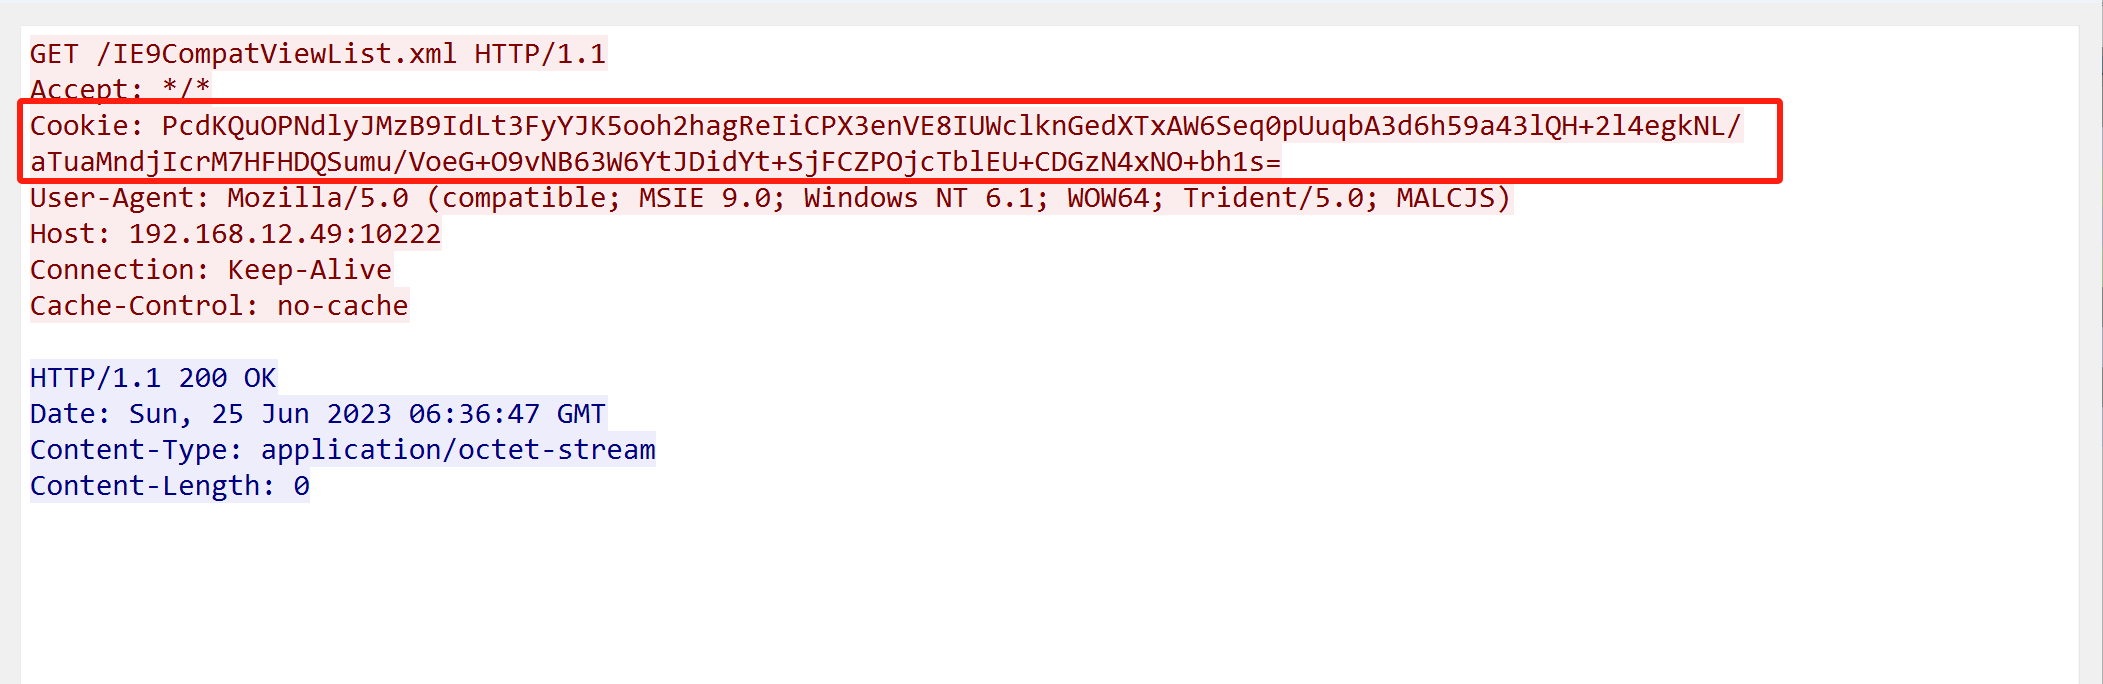 GET /IE9CompatViewList.xml HTTP/1.1
Accept: */*
Cookie: PcdKQuOPNdlyJMzB9IdLt3FyYJK5ooh2hagReIiCPX3enVE8IUWclknGedXTxAW6Seq0pUuqbA3d6h59a43lQH+2l4egkNL/
aTuaMndjIcrM7HFHDQSumu/VoeG+O9vNB63W6YtJDidYt+SjFCZPOjcTblEU+CDGzN4xNO+bh1s=
User-Agent: Mozilla/5.0 (compatible; MSIE 9.0; Windows NT 6.1; WOW64; Trident/5.0; MALCJS)
Host: 192.168.12.49:10222
Connection: Keep-Alive
Cache-Control: no-cache
HTTP/1.1 200 OK
Date: Sun, 25 Jun 2023 06:36:47 GMT
Content-Type: application/octet-stream
Content-Length: 0